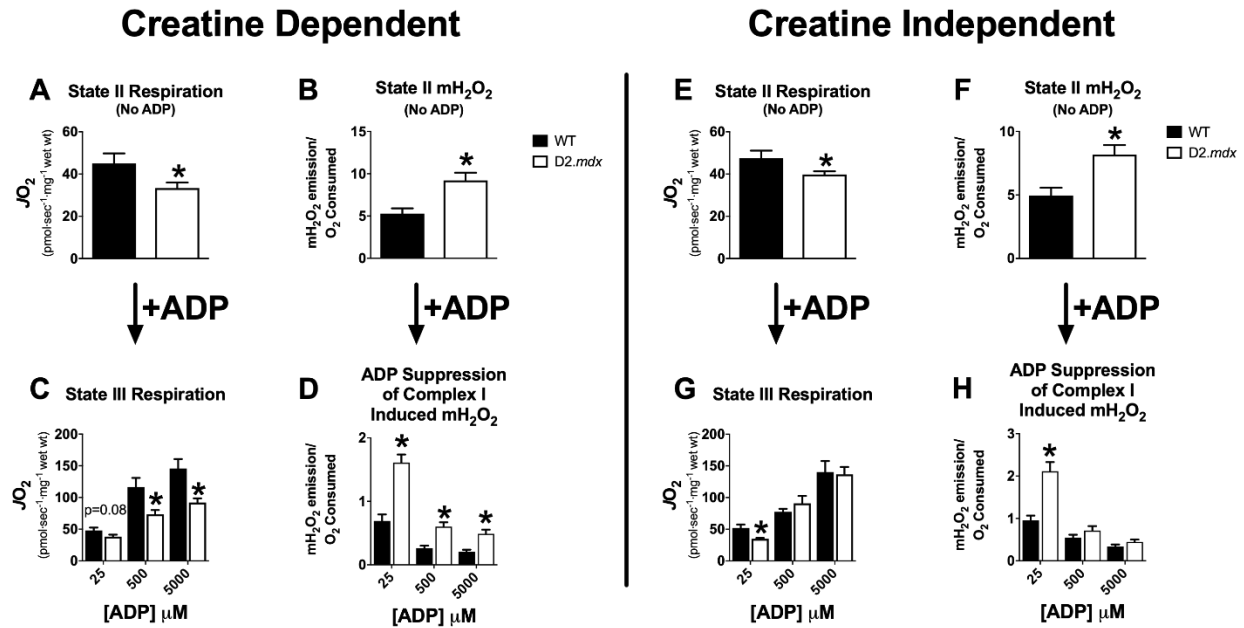 Creatine Dependent
Creatine Independent
A
State II Respiration
(No ADP)
JO₂
(pmol·sec⁻¹·mg⁻¹ wet wt)
60
40
20
0
*
B
State II mH₂O₂
(No ADP)
mH₂O₂ emission/
O₂ Consumed
15
10
5
0
*
WT
D2.mdx
E
State II Respiration
(No ADP)
JO₂
(pmol·sec⁻¹·mg⁻¹ wet wt)
60
40
20
0
*
F
State II mH₂O₂
(No ADP)
mH₂O₂ emission/
O₂ Consumed
10
5
0
*
WT
D2.mdx
+ADP
+ADP
+ADP
+ADP
C
State III Respiration
JO₂
(pmol·sec⁻¹·mg⁻¹ wet wt)
200
150
100
50
0
p=0.08
*
*
25
500
5000
[ADP] μM
D
ADP Suppression
of Complex I
Induced mH₂O₂
mH₂O₂ emission/
O₂ Consumed
2
1
0
*
*
*
25
500
5000
[ADP] μM
G
State III Respiration
JO₂
(pmol·sec⁻¹·mg⁻¹ wet wt)
200
150
100
50
0
*
25
500
5000
[ADP] μM
H
ADP Suppression
of Complex I
Induced mH₂O₂
mH₂O₂ emission/
O₂ Consumed
3
2
1
0
*
25
500
5000
[ADP] μM